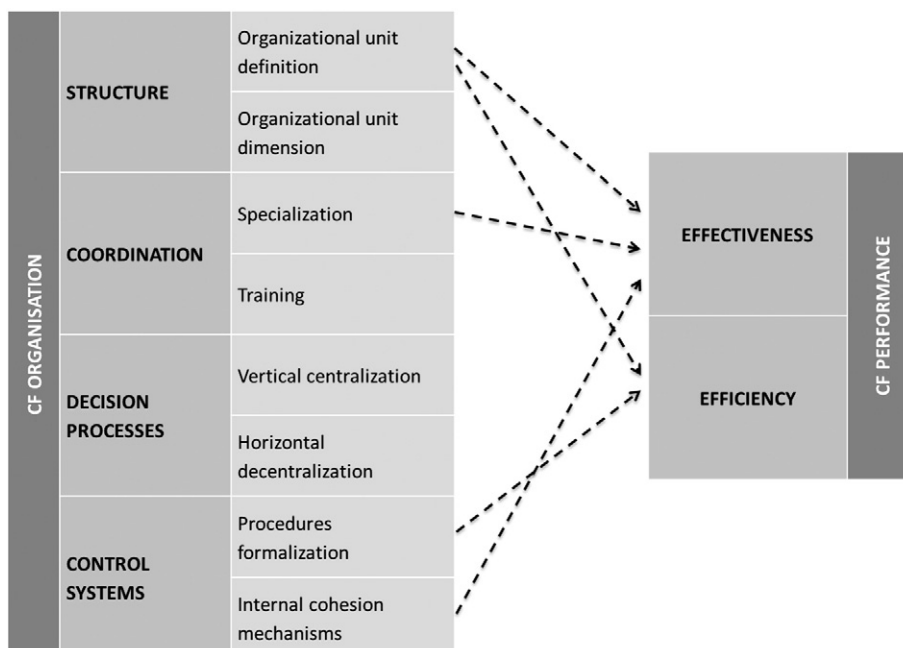 CF ORGANISATION
STRUCTURE
Organizational unit
definition
Organizational unit
dimension
COORDINATION
Specialization
Training
DECISION
PROCESSES
Vertical centralization
Horizontal
decentralization
CONTROL
SYSTEMS
Procedures
formalization
Internal cohesion
mechanisms
EFFECTIVENESS
EFFICIENCY
CF PERFORMANCE